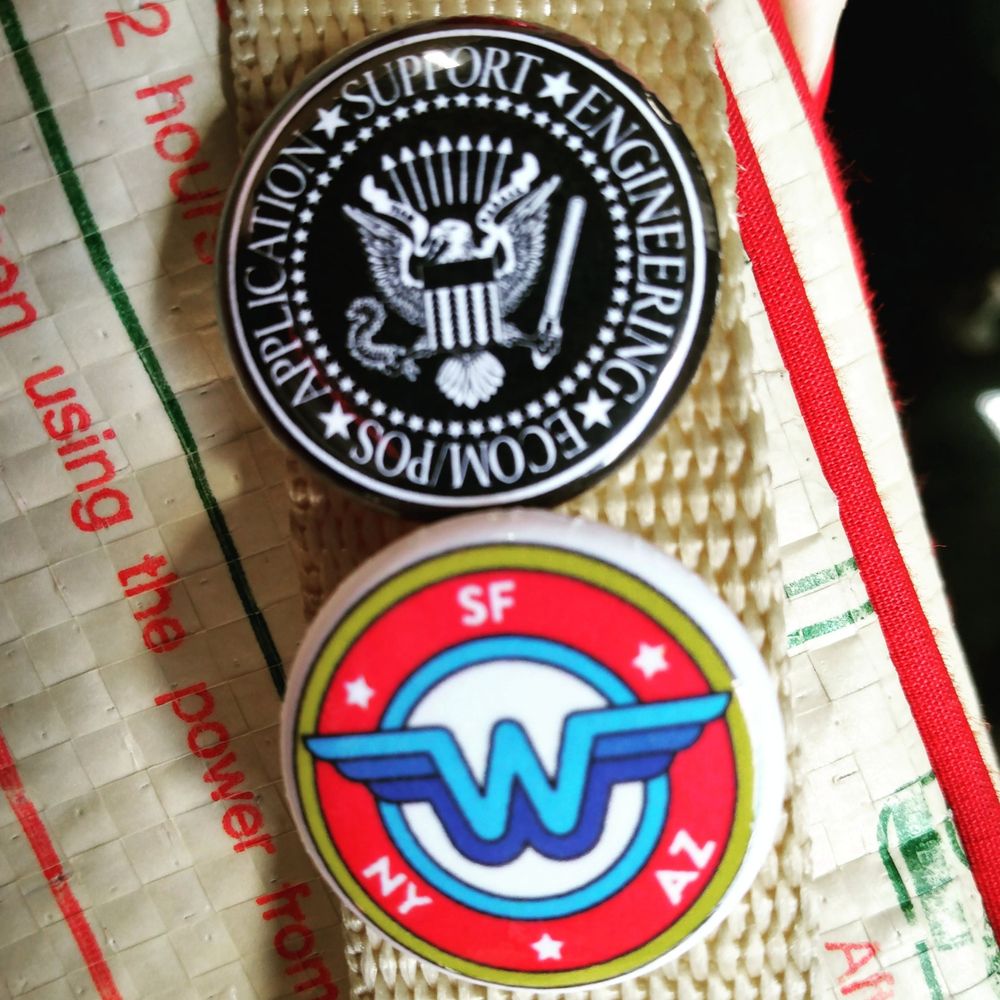 APPLICATION ★ SUPPORT ★ ENGINEERING ★ ECOM/POS ★
SF
W
NY
AZ
2 hours
using
the
power
from